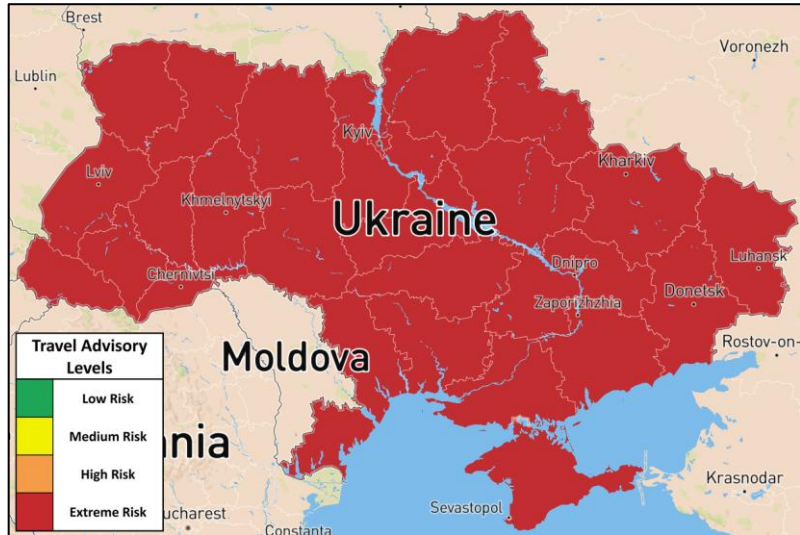 Brest
Voronezh
Lublin
Kyiv
Kharkiv
Lviv
Khmelnytskyi
Ukraine
Luhansk
Chernivtsi
Dnipro
Donetsk
Zaporizhzhia
Moldova
Rostov-on-
Travel Advisory
Levels
Low Risk
Medium Risk
High Risk
Extreme Risk
ania
Krasnodar
Sevastopol
ucharest
Constanta